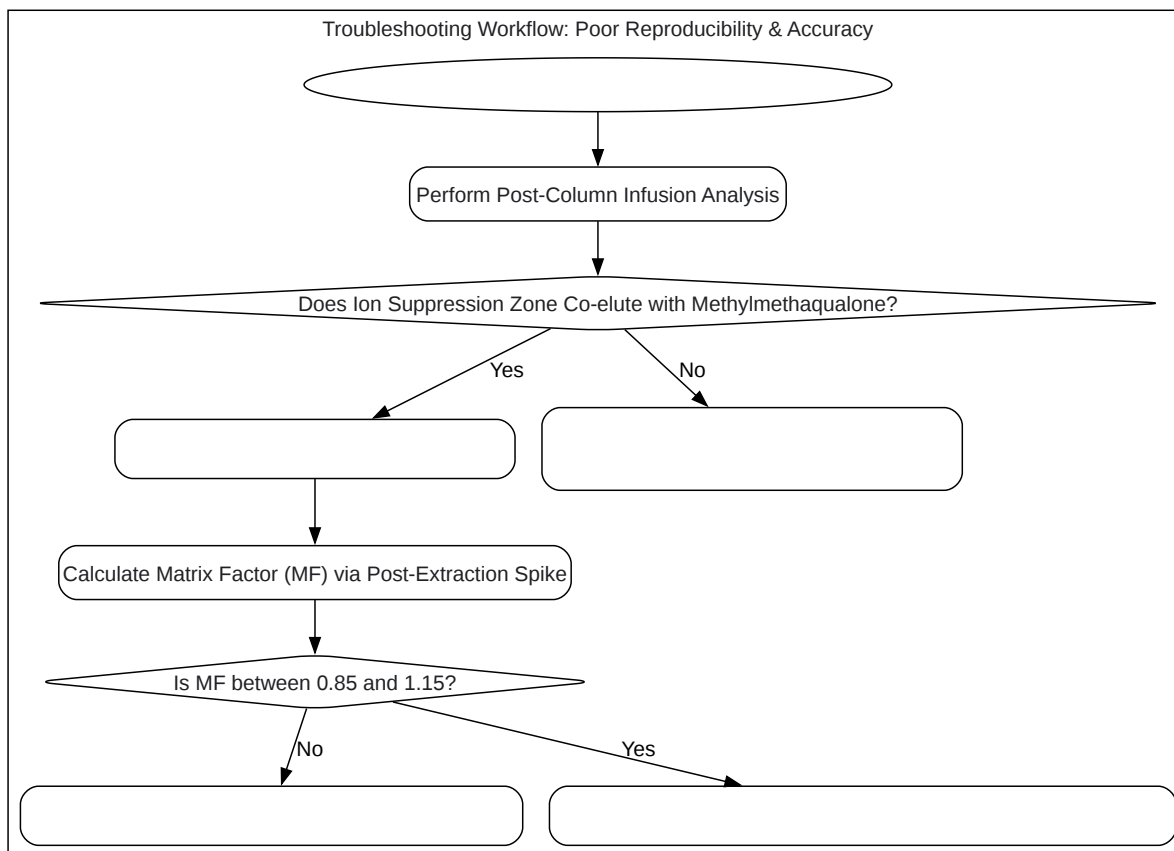 Troubleshooting Workflow: Poor Reproducibility & Accuracy
Perform Post-Column Infusion Analysis
Does Ion Suppression Zone Co-elute with Methylmethaqualone?
Yes
No
Calculate Matrix Factor (MF) via Post-Extraction Spike
Is MF between 0.85 and 1.15?
No
Yes